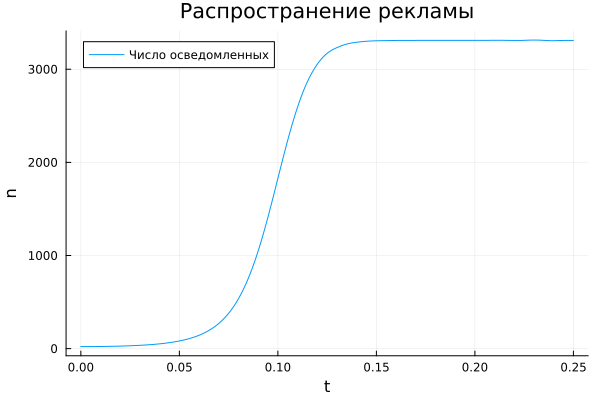 Распространение рекламы
Число осведомленных
n
3000
2000
1000
0
0.00 0.05 0.10 0.15 0.20 0.25
t